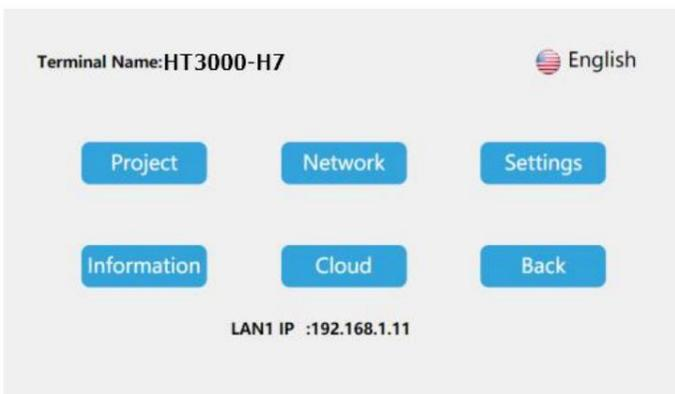 Terminal Name:HT3000-H7 English
Project Network Settings
Information Cloud Back
LAN1 IP :192.168.1.11